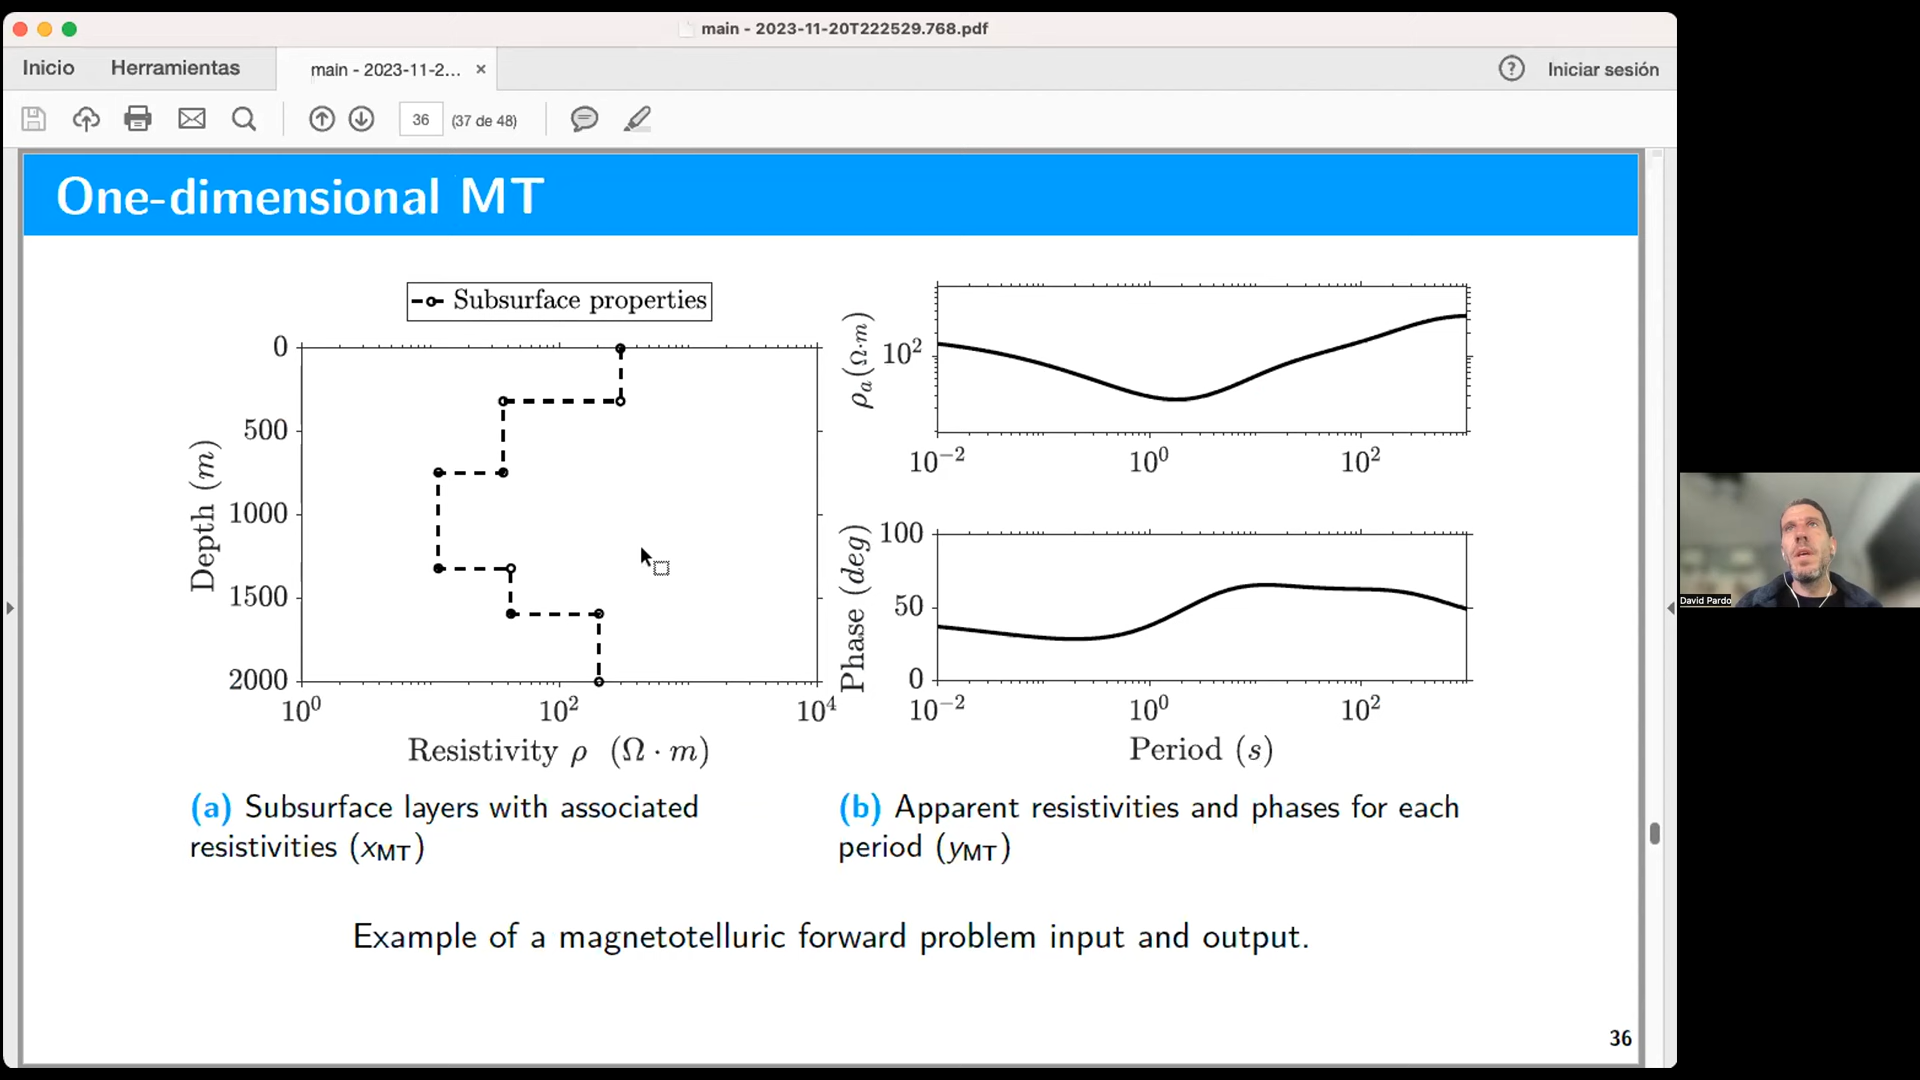 main - 2023-11-20T222529.768.pdf
Inicio Herramientas main - 2023-11-2... × ? Iniciar sesión
36 (37 de 48)
One-dimensional MT
Subsurface properties
0
500
1000
1500
2000
Depth (m)
10^0 10^2 10^4
Resistivity ρ (Ω · m)
ρ_a(Ω·m)
10^2
10^-2 10^0 10^2
Phase (deg)
100
50
0
10^-2 10^0 10^2
Period (s)
(a) Subsurface layers with associated
resistivities (x_MT)
(b) Apparent resistivities and phases for each
period (y_MT)
Example of a magnetotelluric forward problem input and output.
36
David Pardo